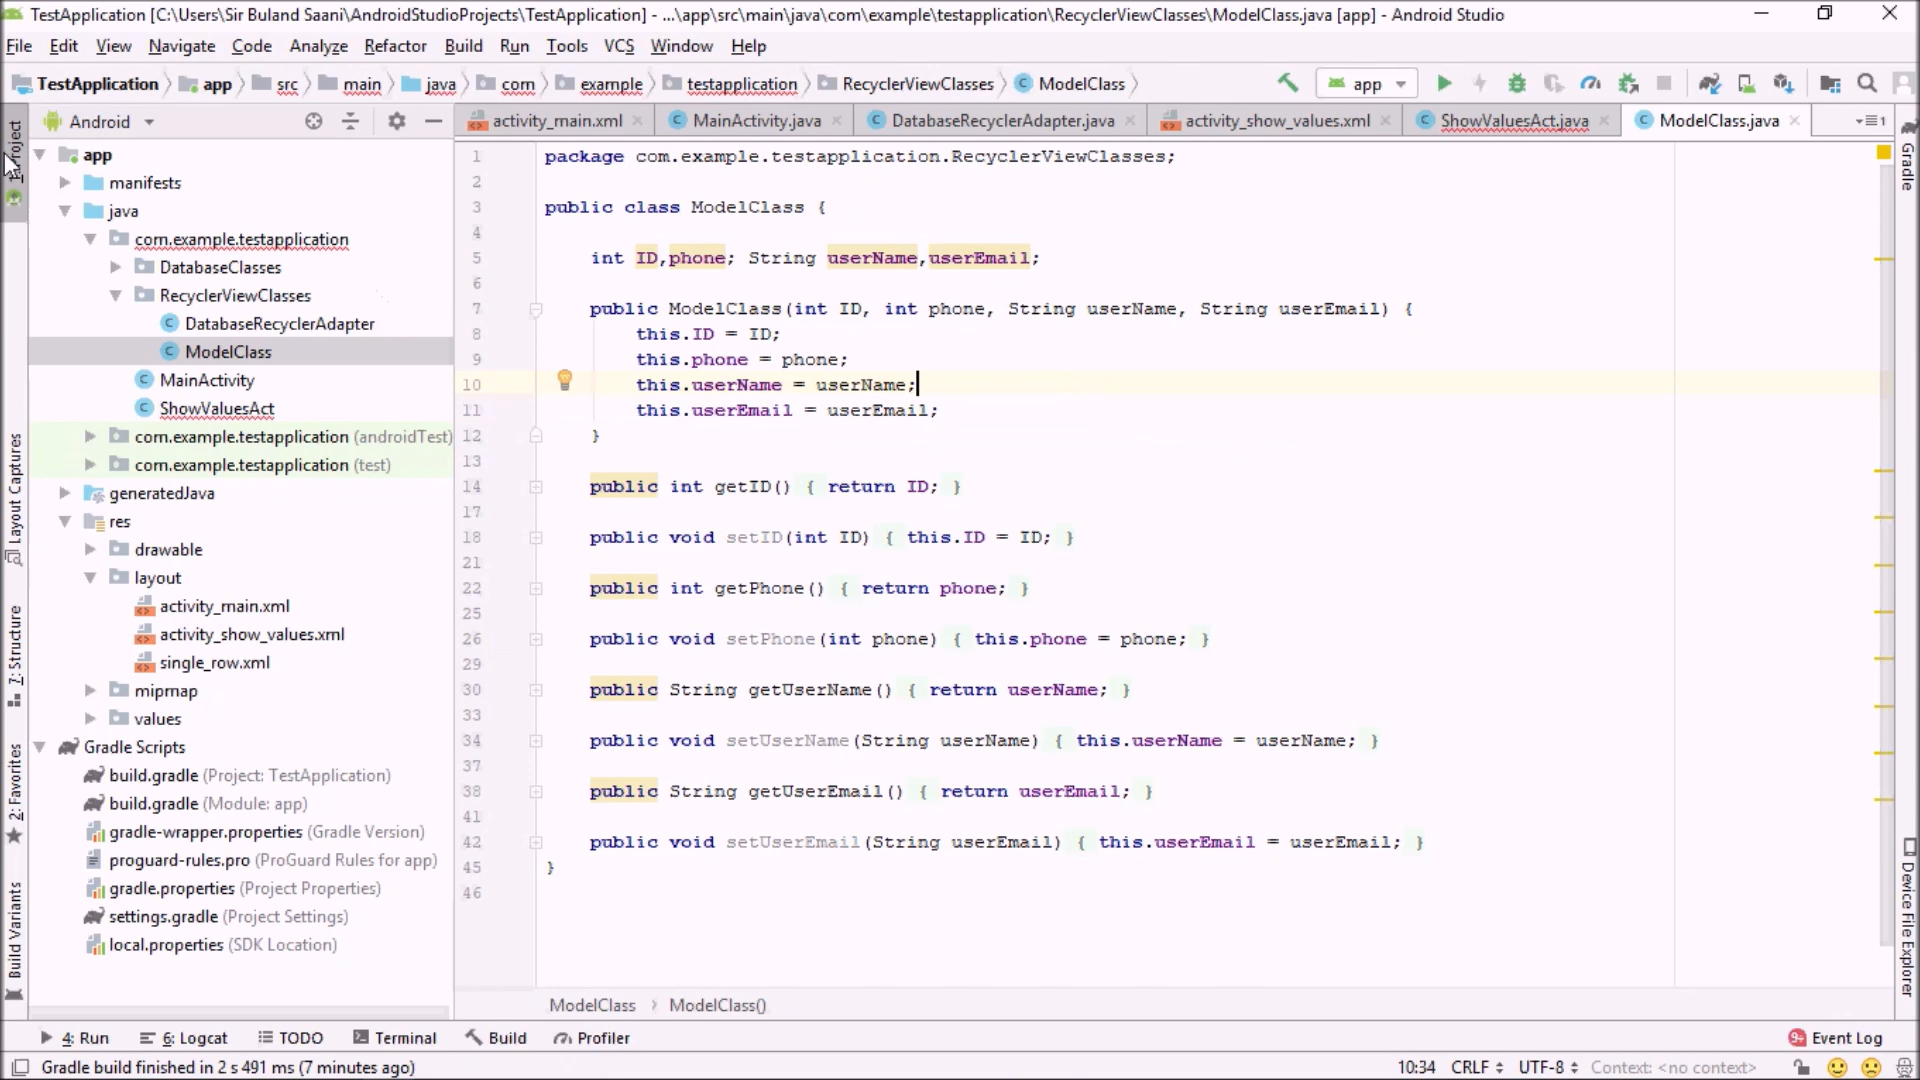 TestApplication [C:\Users\Sir Buland Saani\AndroidStudioProjects\TestApplication] - ...\app\src\main\java\com\example\testapplication\RecyclerViewClasses\ModelClass.java [app] - Android Studio
File Edit View Navigate Code Analyze Refactor Build Run Tools VCS Window Help
TestApplication app src main java com example testapplication RecyclerViewClasses ModelClass app
Android activity_main.xml MainActivity.java DatabaseRecyclerAdapter.java activity_show_values.xml ShowValuesAct.java ModelClass.java 1
app
manifests
java
com.example.testapplication
DatabaseClasses
RecyclerViewClasses
DatabaseRecyclerAdapter
ModelClass
MainActivity
ShowValuesAct
com.example.testapplication (androidTest)
com.example.testapplication (test)
generatedJava
res
drawable
layout
activity_main.xml
activity_show_values.xml
single_row.xml
mipmap
values
Gradle Scripts
build.gradle (Project: TestApplication)
build.gradle (Module: app)
gradle-wrapper.properties (Gradle Version)
proguard-rules.pro (ProGuard Rules for app)
gradle.properties (Project Properties)
settings.gradle (Project Settings)
local.properties (SDK Location)
1 package com.example.testapplication.RecyclerViewClasses;
2
3 public class ModelClass {
4
5 int ID,phone; String userName,userEmail;
6
7 public ModelClass(int ID, int phone, String userName, String userEmail) {
8 this.ID = ID;
9 this.phone = phone;
10 this.userName = userName;
11 this.userEmail = userEmail;
12 }
13
14 public int getID() { return ID; }
17
18 public void setID(int ID) { this.ID = ID; }
21
22 public int getPhone() { return phone; }
25
26 public void setPhone(int phone) { this.phone = phone; }
29
30 public String getUserName() { return userName; }
33
34 public void setUserName(String userName) { this.userName = userName; }
37
38 public String getUserEmail() { return userEmail; }
41
42 public void setUserEmail(String userEmail) { this.userEmail = userEmail; }
45 }
46
ModelClass ModelClass()
Layout Captures
7: Structure
2: Favorites
Build Variants
Gradle
Device File Explorer
4: Run 6: Logcat TODO Terminal Build Profiler 9+ Event Log
Gradle build finished in 2 s 491 ms (7 minutes ago) 10:34 CRLF UTF-8 Context: <no context>